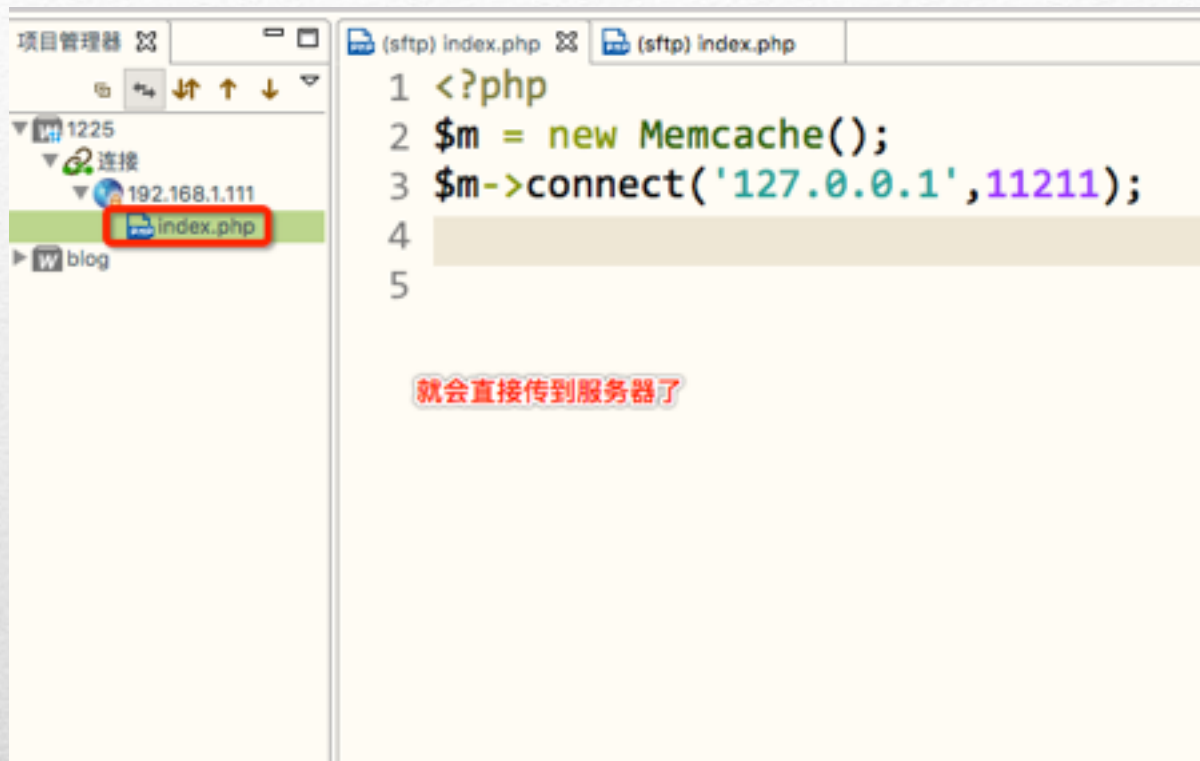 项目管理器
1225
连接
192.168.1.111
index.php
blog
(sftp) index.php
(sftp) index.php
1 <?php
2 $m = new Memcache();
3 $m->connect('127.0.0.1',11211);
4
5
就会直接传到服务器了